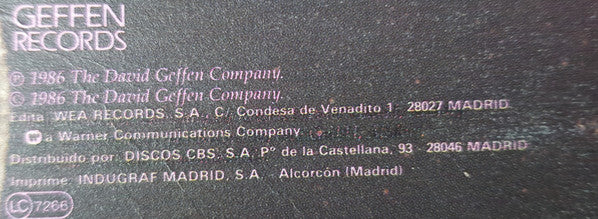 GEFFEN
RECORDS
℗ 1986 The David Geffen Company.
© 1986 The David Geffen Company.
Edita: WEA RECORDS, S.A., C/ Condesa de Venadito 1 - 28027 MADRID
a Warner Communications Company
Distribuido por: DISCOS CBS, S.A, Pº de la Castellana, 93 - 28046 MADRID
Imprime: INDUGRAF MADRID, S.A. - Alcorcón (Madrid)
LC 7266